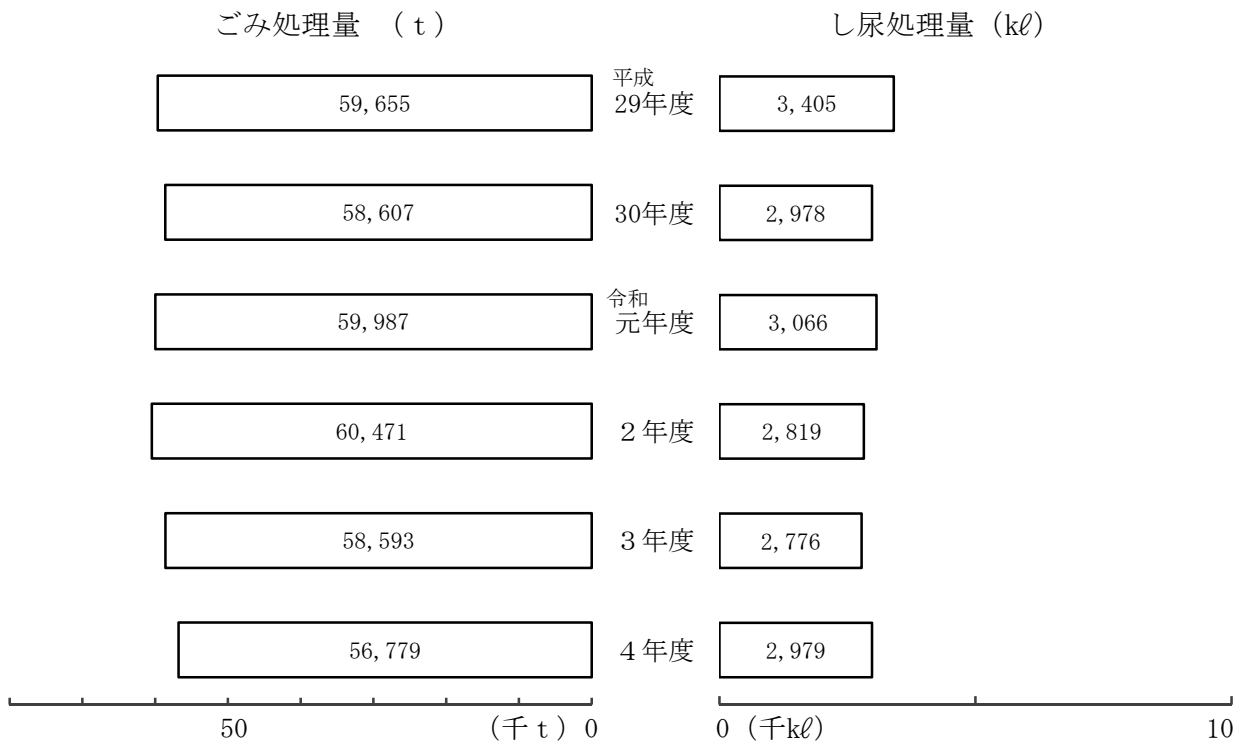 ごみ処理量 （ｔ） し尿処理量（kℓ）
59,655 平成 29年度 3,405
58,607 30年度 2,978
59,987 令和 元年度 3,066
60,471 ２年度 2,819
58,593 ３年度 2,776
56,779 ４年度 2,979
50 （千ｔ）0 0（千kℓ） 10